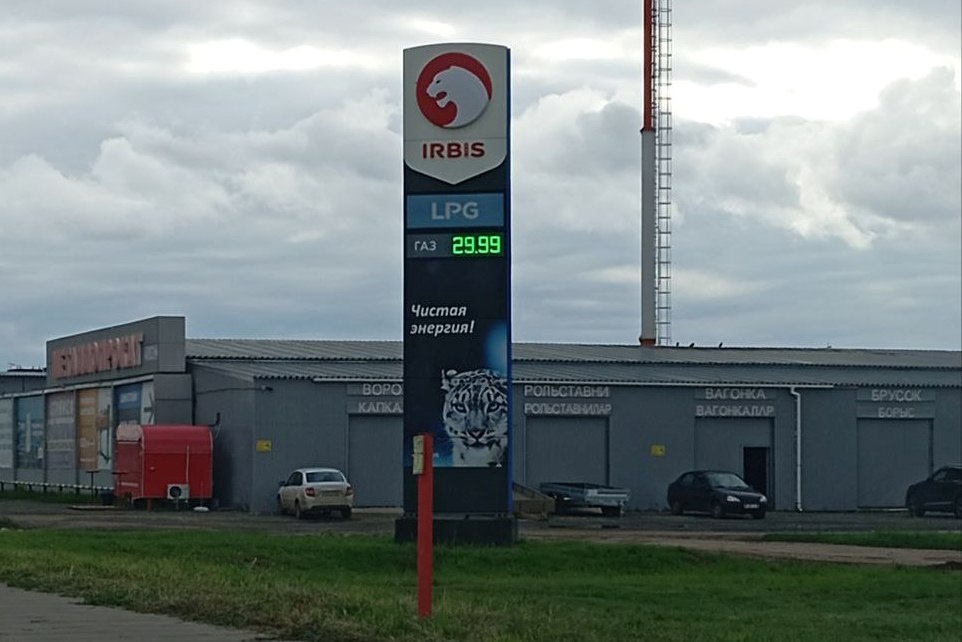 IRBIS
LPG
ГАЗ 29.99
Чистая
энергия!
ВОРО
КАПКА
РОЛЬСТАВНИ
РОЛЬСТАВНИЛАР
ВАГОНКА
ВАГОНКАЛАР
БРУСОК
БОРЫС